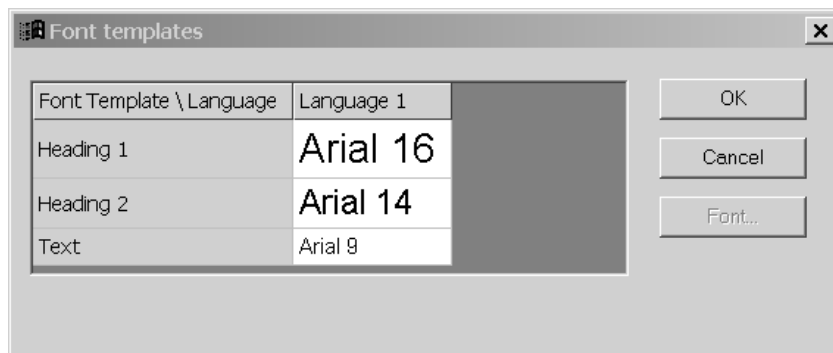 Font templates
Font Template \ Language Language 1
Heading 1 Arial 16
Heading 2 Arial 14
Text Arial 9
OK
Cancel
Font...